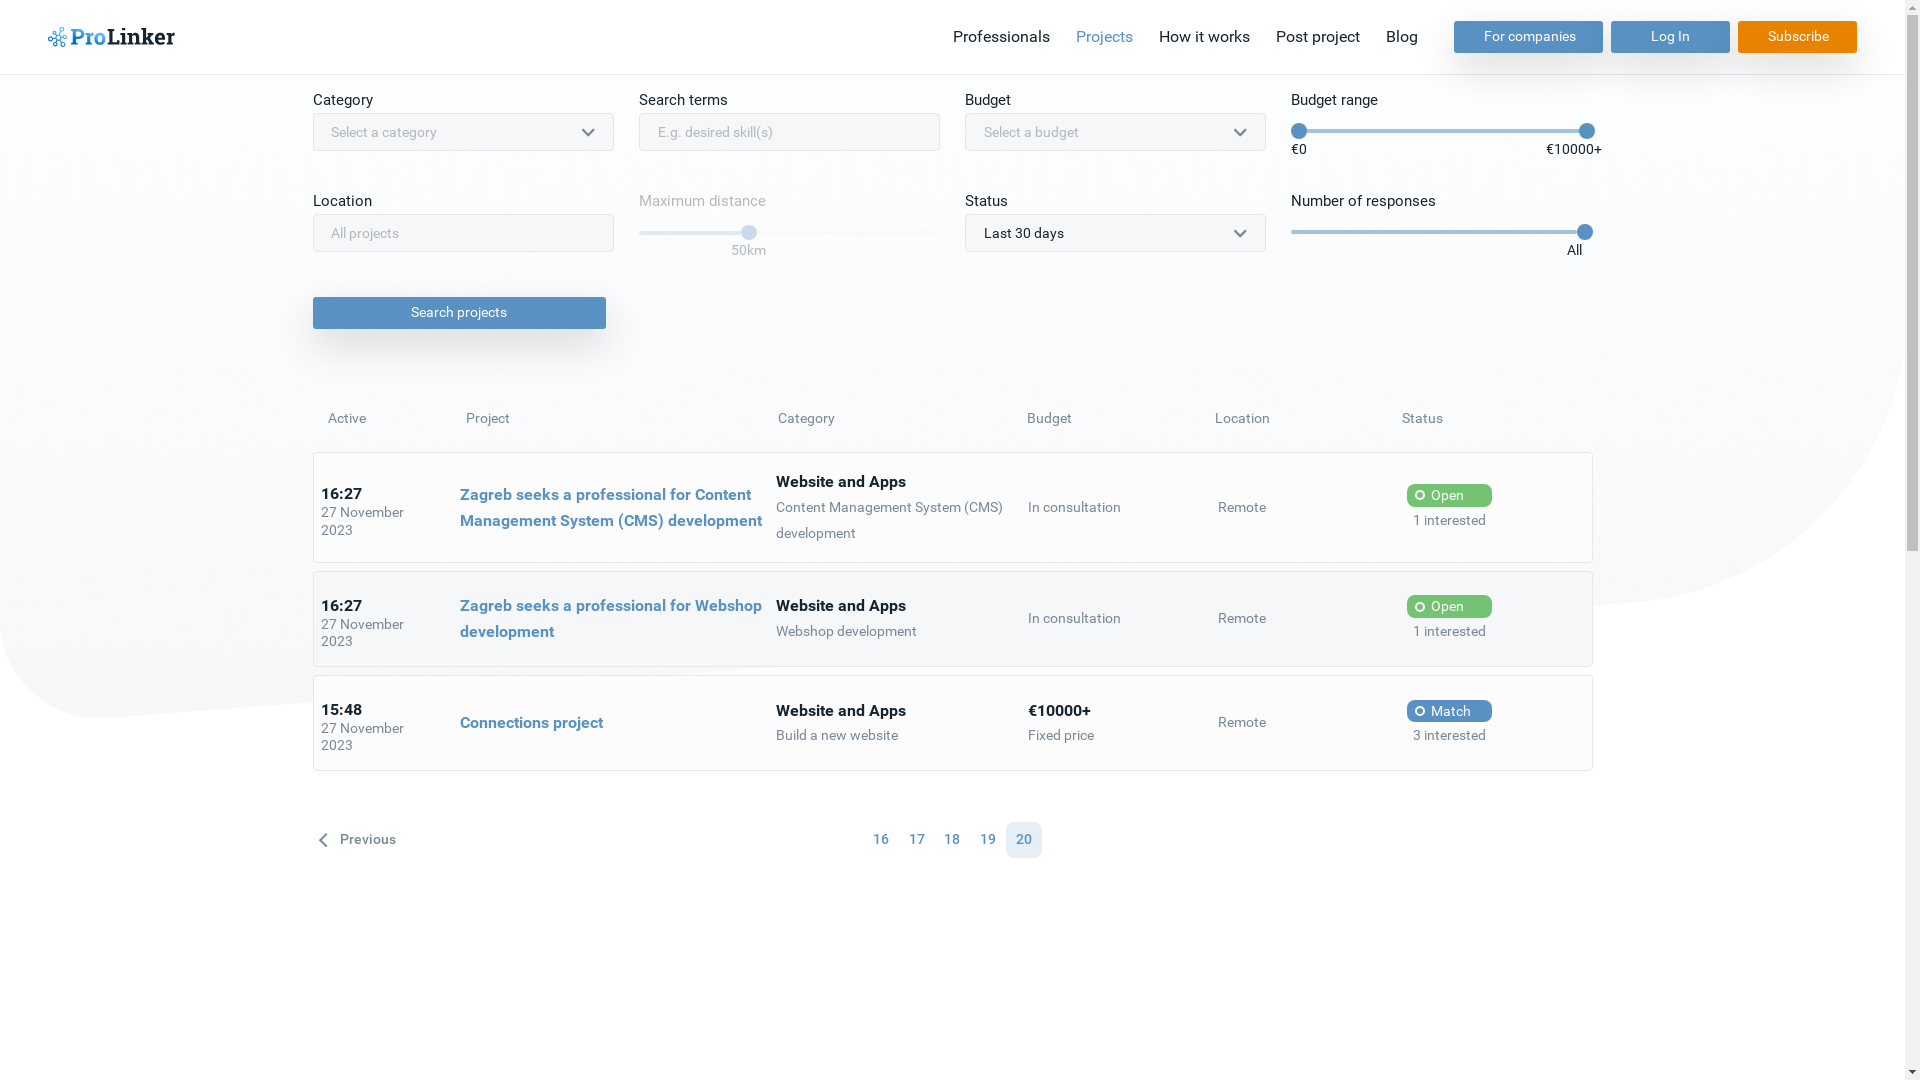 ProLinker
Professionals Projects How it works Post project Blog For companies Log In Subscribe
Category Search terms Budget Budget range
Select a category E.g. desired skill(s) Select a budget
€0 €10000+
Location Maximum distance Status Number of responses
All projects Last 30 days
50km All
Search projects
Active Project Category Budget Location Status
16:27
27 November
2023
Zagreb seeks a professional for Content
Management System (CMS) development
Website and Apps
Content Management System (CMS)
development
In consultation
Remote
Open
1 interested
16:27
27 November
2023
Zagreb seeks a professional for Webshop
development
Website and Apps
Webshop development
In consultation
Remote
Open
1 interested
15:48
27 November
2023
Connections project
Website and Apps
Build a new website
€10000+
Fixed price
Remote
Match
3 interested
Previous 16 17 18 19 20